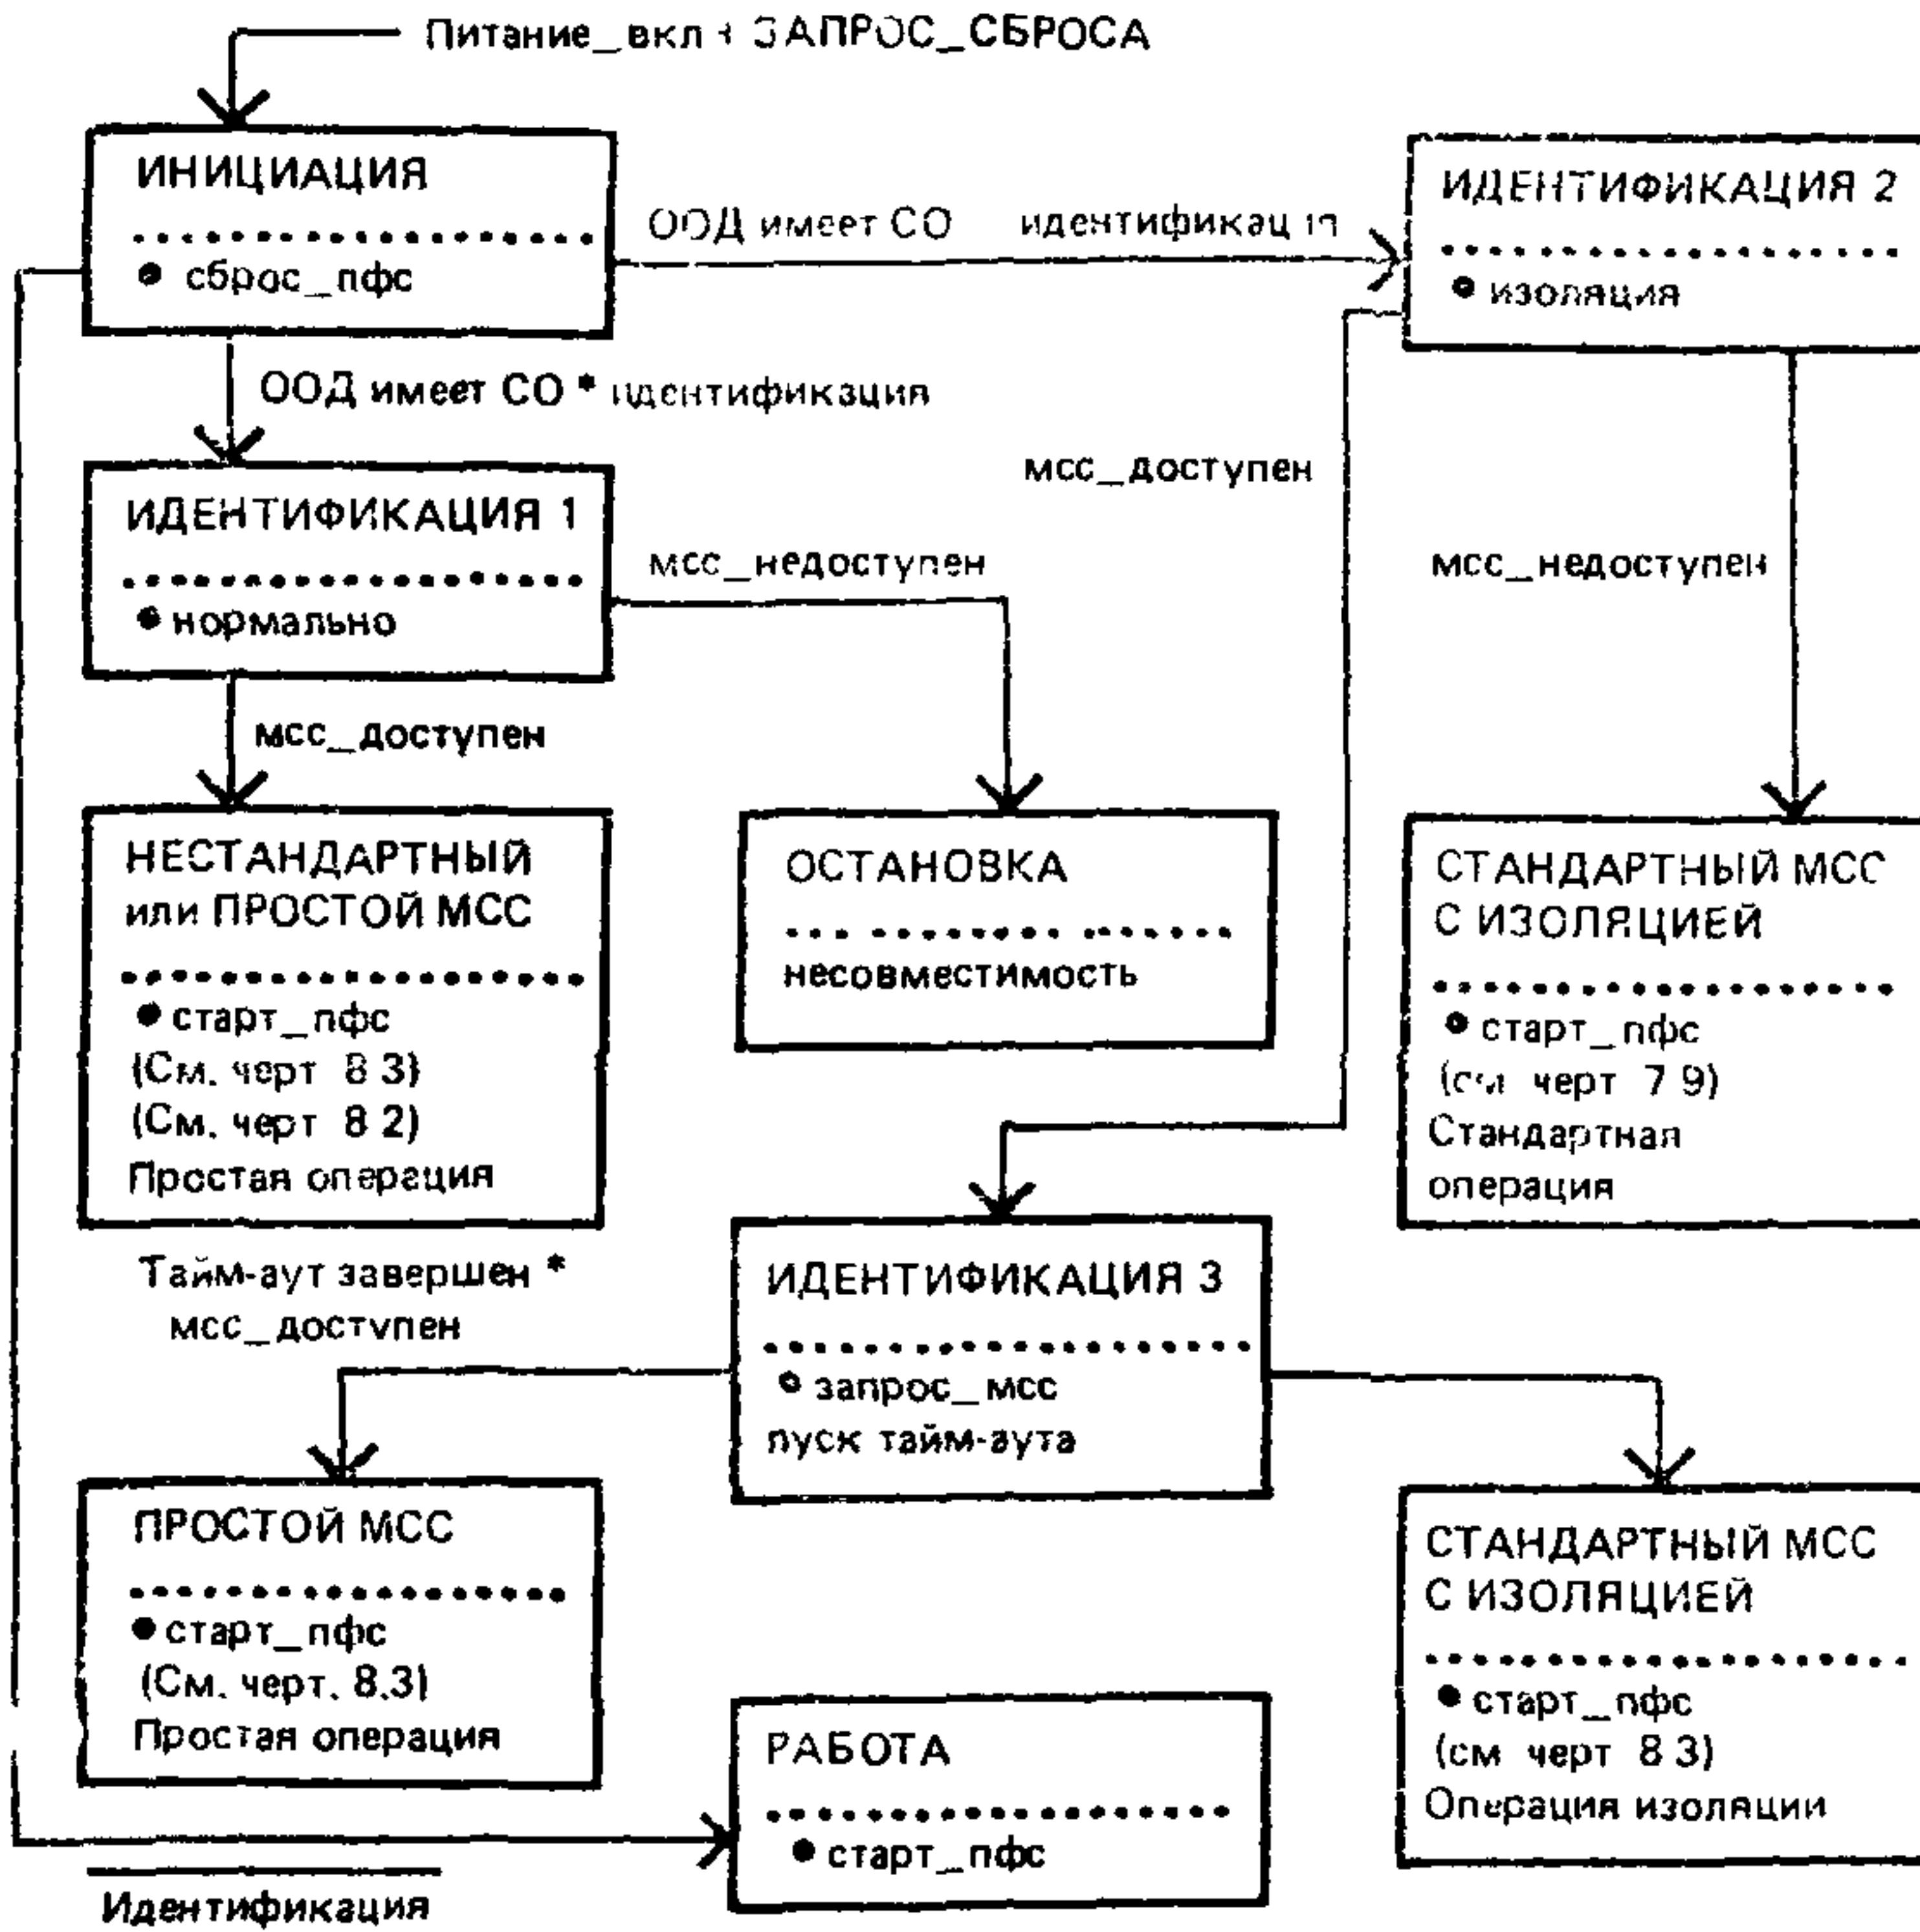 Питание_вкл + ЗАПРОС_СБРОСА
ИНИЦИАЦИЯ
• сброс_пфс
ООД имеет СО идентификация
ИДЕНТИФИКАЦИЯ 2
• изоляция
ООД имеет СО * идентификация
ИДЕНТИФИКАЦИЯ 1
• нормально
мсс_недоступен
мсс_доступен
мсс_недоступен
мсс_доступен
НЕСТАНДАРТНЫЙ
или ПРОСТОЙ МСС
• старт_пфс
(См. черт 8 3)
(См. черт 8 2)
Простая операция
ОСТАНОВКА
несовместимость
СТАНДАРТНЫЙ МСС
С ИЗОЛЯЦИЕЙ
• старт_пфс
(см черт 7 9)
Стандартная
операция
Тайм-аут завершен *
мсс_доступен
ИДЕНТИФИКАЦИЯ 3
• запрос_мсс
пуск тайм-аута
ПРОСТОЙ МСС
• старт_пфс
(См. черт. 8.3)
Простая операция
РАБОТА
• старт_пфс
СТАНДАРТНЫЙ МСС
С ИЗОЛЯЦИЕЙ
• старт_пфс
(см черт 8 3)
Операция изоляции
Идентификация